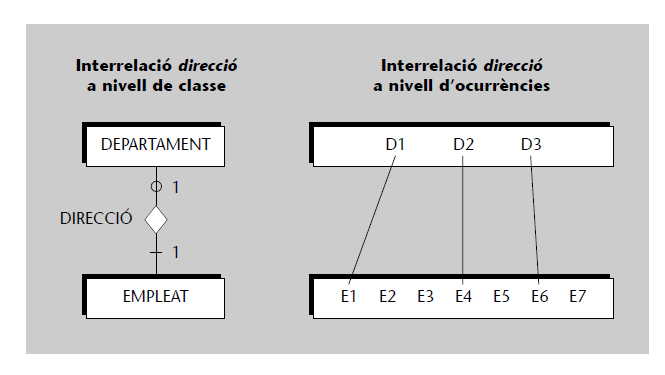 Interrelació direcció
a nivell de classe
DEPARTAMENT
1
DIRECCIÓ
1
EMPLEAT
Interrelació direcció
a nivell d'ocurrències
D1 D2 D3
E1 E2 E3 E4 E5 E6 E7